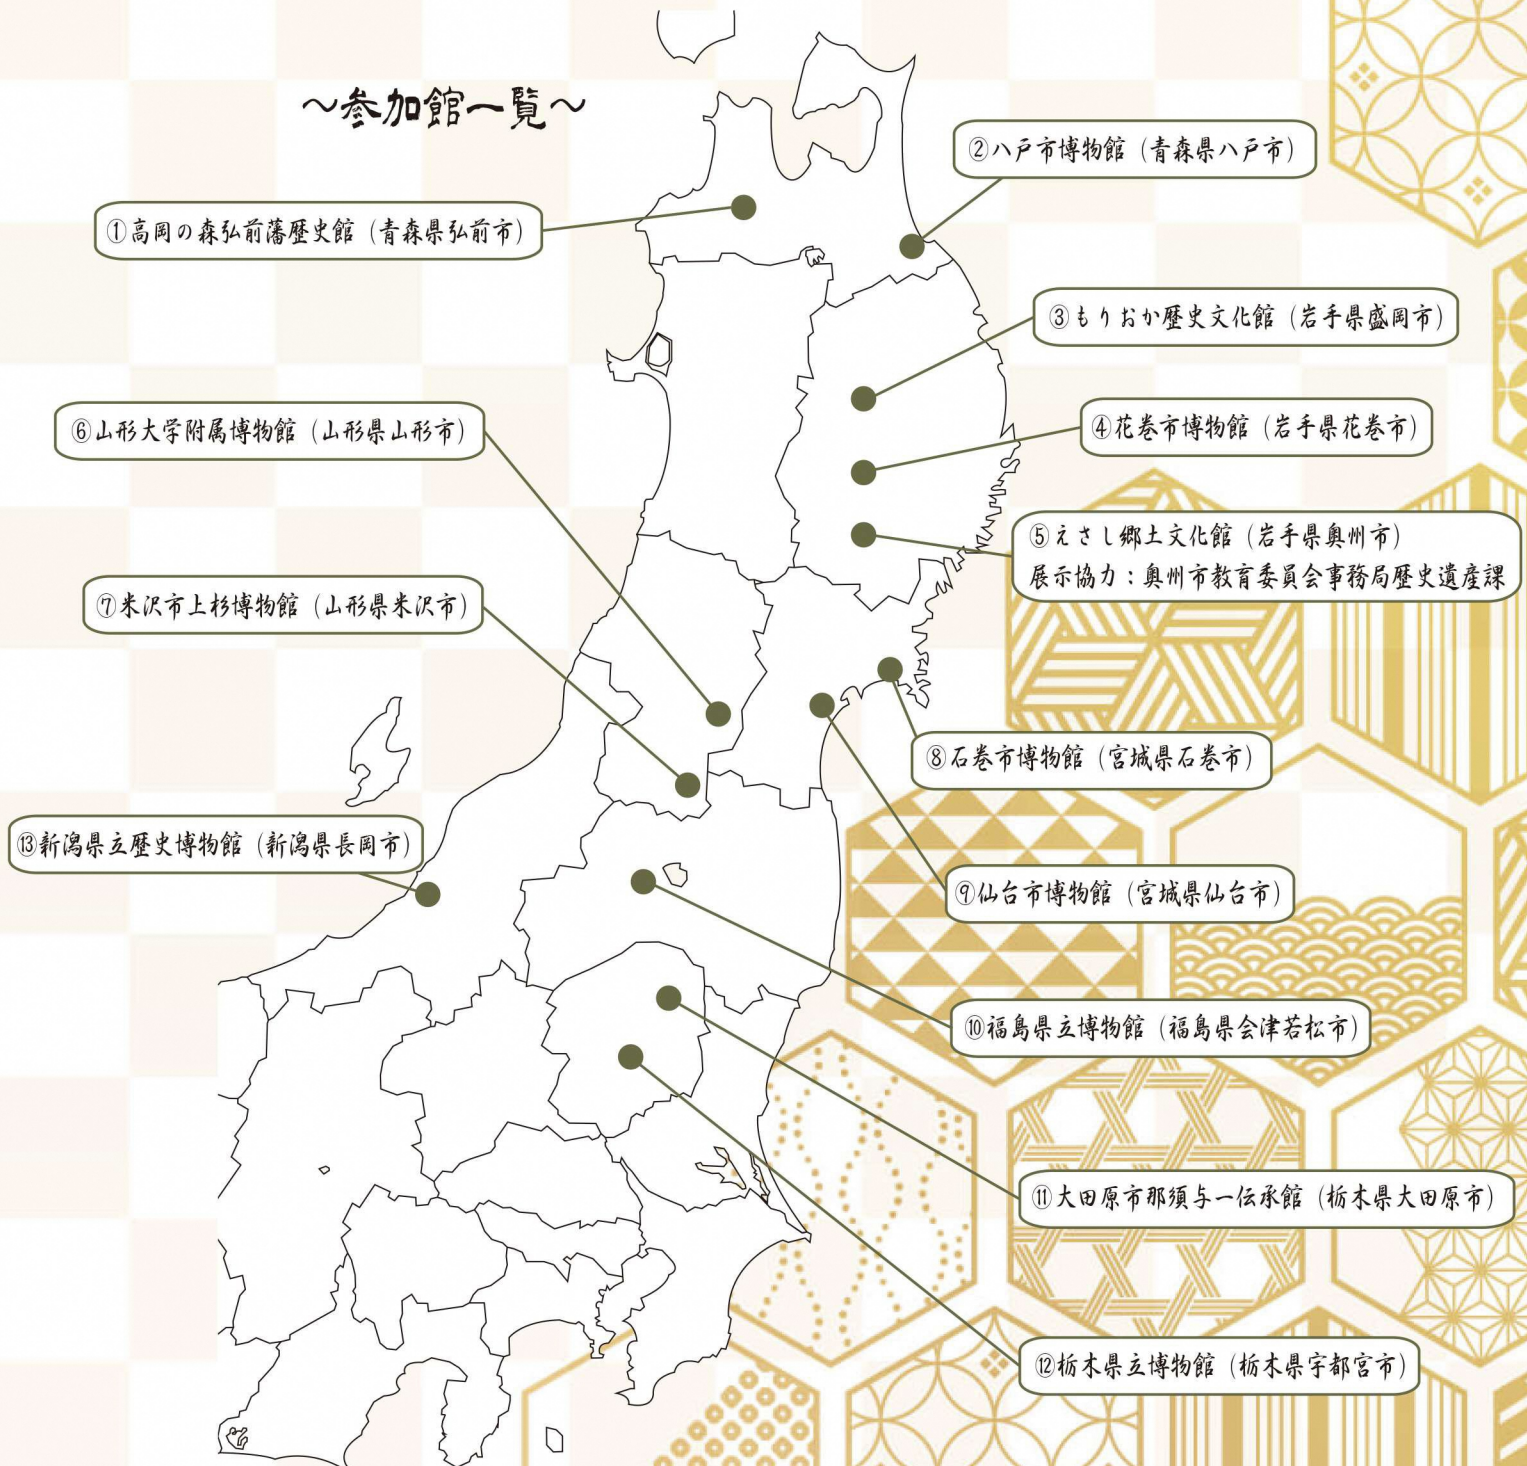 ～参加館一覧～
①高岡の森弘前藩歴史館（青森県弘前市）
②八戸市博物館（青森県八戸市）
③もりおか歴史文化館（岩手県盛岡市）
④花巻市博物館（岩手県花巻市）
⑤えさし郷土文化館（岩手県奥州市）
展示協力：奥州市教育委員会事務局歴史遺産課
⑥山形大学附属博物館（山形県山形市）
⑦米沢市上杉博物館（山形県米沢市）
⑧石巻市博物館（宮城県石巻市）
⑨仙台市博物館（宮城県仙台市）
⑩福島県立博物館（福島県会津若松市）
⑪大田原市那須与一伝承館（栃木県大田原市）
⑫栃木県立博物館（栃木県宇都宮市）
⑬新潟県立歴史博物館（新潟県長岡市）